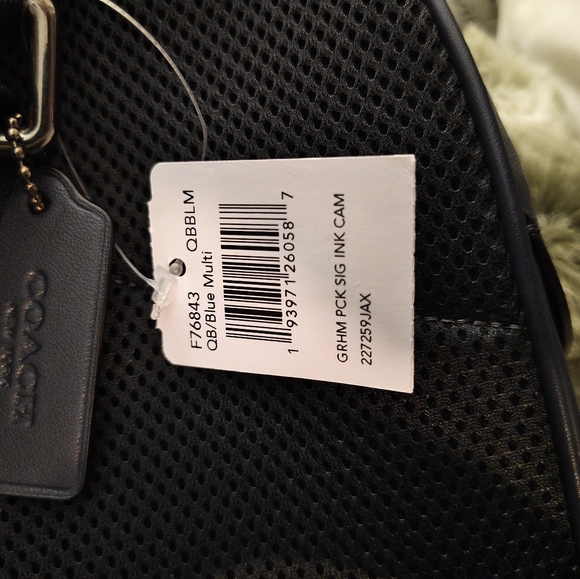 F76843 QBBLM
QB/Blue Multi
1 93971 26058 7
GRHM PCK SIG INK CAM
227259JAX
COACH